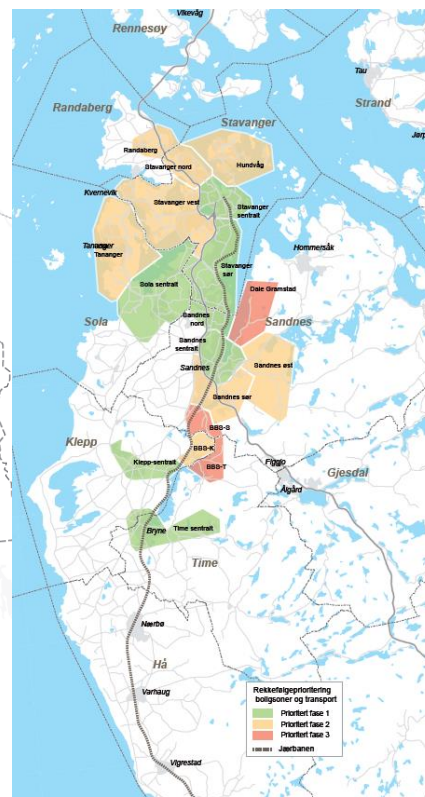 Vikevåg
Rennesøy
Tau
Strand
Randaberg
Stavanger
Jørp
Randaberg
Stavanger nord
Hundvåg
Kvernevik
Stavanger vest
Stavanger
sentralt
Tananger
Tananger
Hommersåk
Sola sentralt
Stavanger
sør
Dale Gramstad
Sola
Sandnes
nord
Sandnes
Sandnes
sentralt
Sandnes øst
Sandnes
Sandnes sør
BBB-S
Klepp
BBB-K
Klepp-sentralt
BBB-T
Figgjo
Gjesdal
Ålgård
Bryne
Time sentralt
Time
Nærbø
Hå
Varhaug
Vigrestad
Rekkefølgeprioritering
boligsoner og transport
Prioritert fase 1
Prioritert fase 2
Prioritert fase 3
Jærbanen